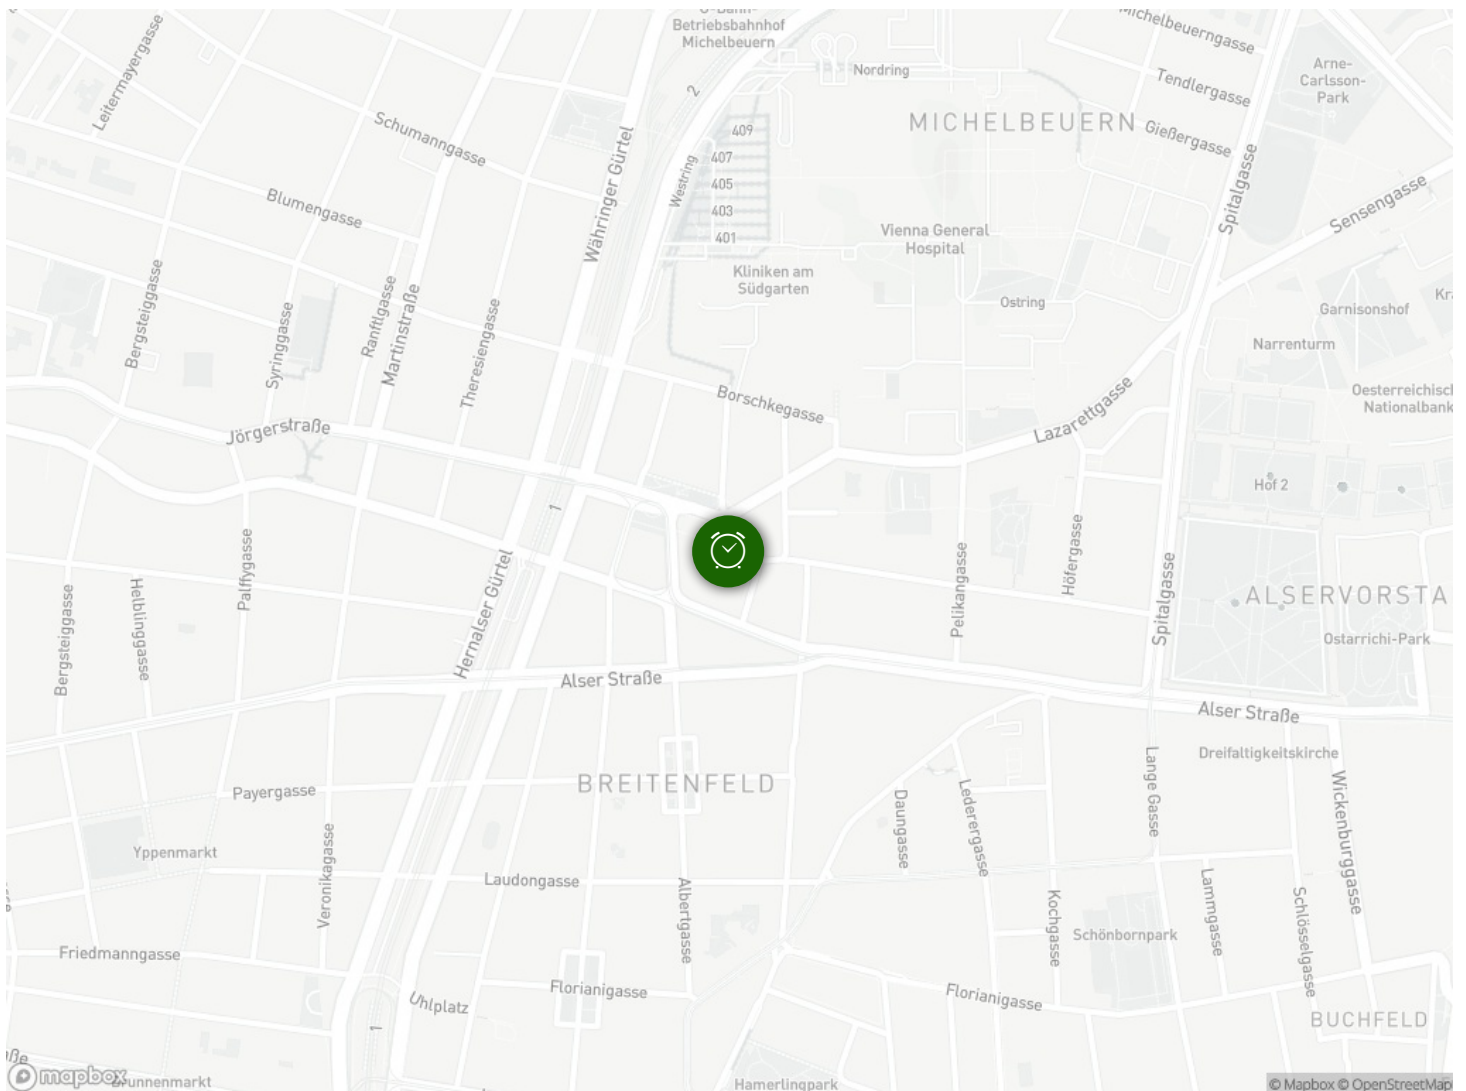 Betriebsbahnhof
Michelbeuern
Michelbeuerngasse
Arne-
Carlsson-
Park
Leitermayergasse
Nordring
Tendlergasse
2
Schumanngasse
409
MICHELBEUERN
Gießergasse
407
Währinger Gürtel
Westring
405
Spitalgasse
Sensengasse
Blumengasse
403
401
Vienna General
Hospital
Kliniken am
Südgarten
Ostring
Garnisonshof
Bergsteiggasse
Syringgasse
Ranftlgasse
Martinstraße
Theresiengasse
Narrenturm
Oesterreichisch
Nationalbank
Borschkegasse
Lazarettgasse
Jörgerstraße
Hof 2
1
Palffygasse
Höfergasse
Pelikangasse
Spitalgasse
Bergsteiggasse
Helblinggasse
Hernalser Gürtel
ALSERVORSTA
Ostarrichi-Park
Alser Straße
Alser Straße
Dreifaltigkeitskirche
BREITENFELD
Payergasse
Lange Gasse
Wickenburggasse
Daungasse
Lederergasse
Yppenmarkt
Veronikagasse
Laudongasse
Albertgasse
Kochgasse
Lammgasse
Schlösselgasse
Schönbornpark
Friedmanngasse
Florianigasse
Florianigasse
Uhlplatz
BUCHFELD
1
mapbox
Brunnenmarkt
Hamerlingpark
© Mapbox © OpenStreetMap